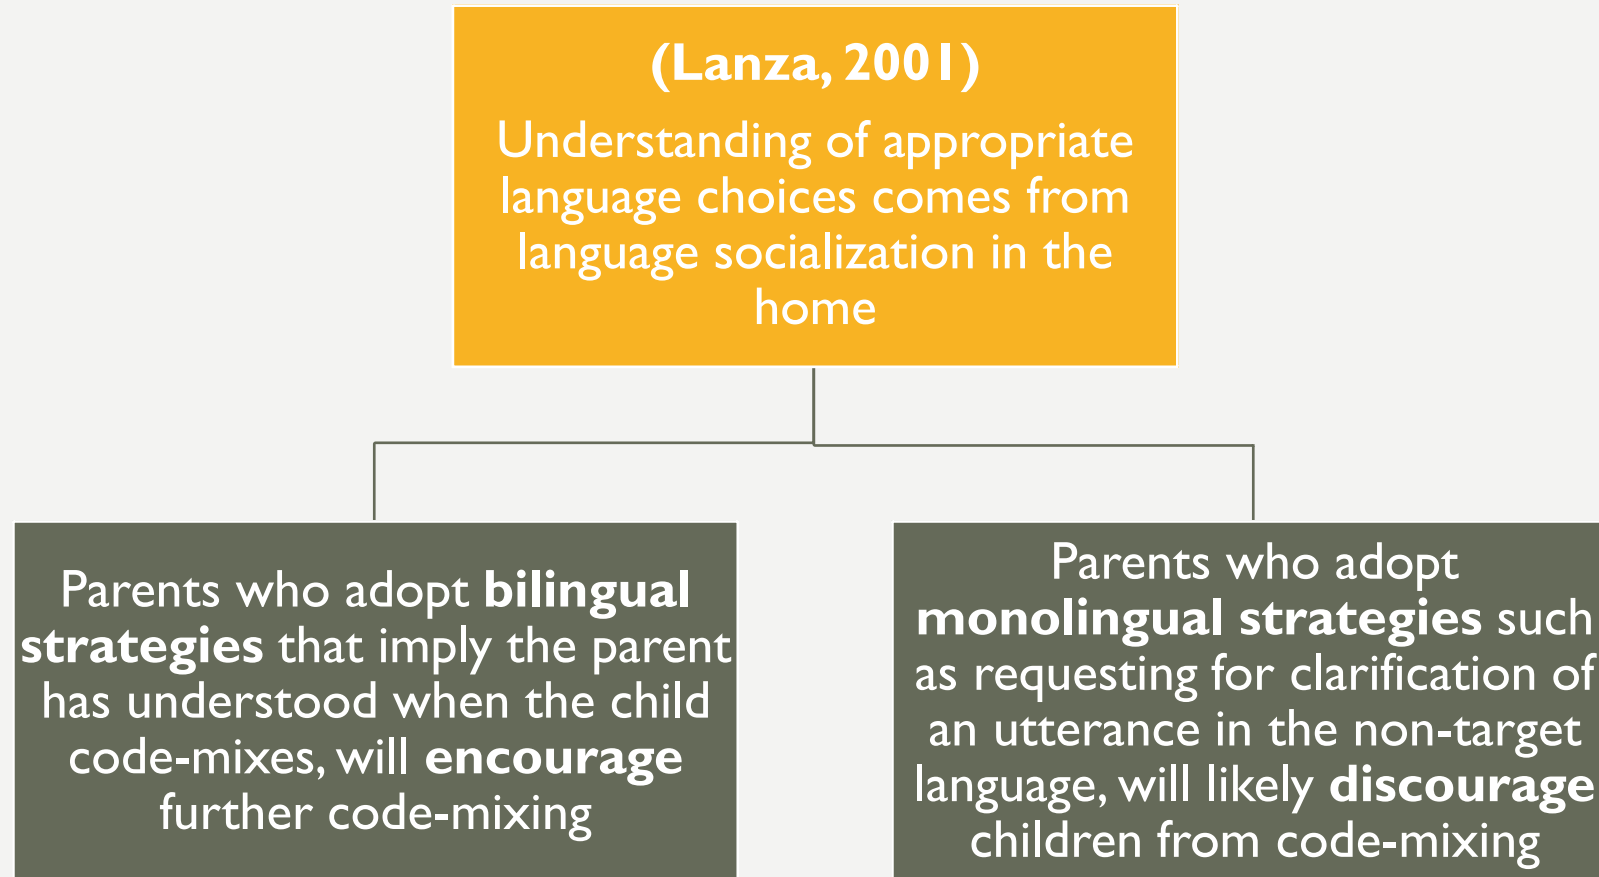 (Lanza, 2001)
Understanding of appropriate
language choices comes from
language socialization in the
home
Parents who adopt bilingual
strategies that imply the parent
has understood when the child
code-mixes, will encourage
further code-mixing
Parents who adopt
monolingual strategies such
as requesting for clarification of
an utterance in the non-target
language, will likely discourage
children from code-mixing